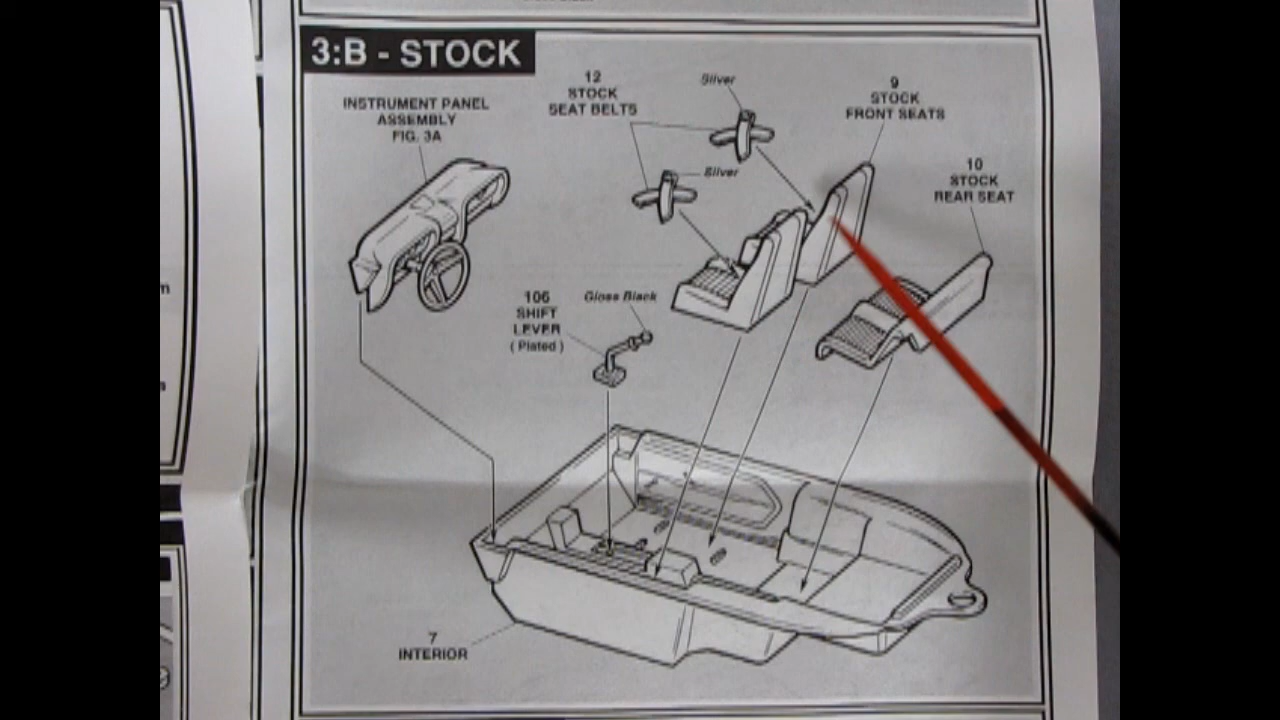 3:B - STOCK
INSTRUMENT PANEL
ASSEMBLY
FIG. 3A
12
STOCK
SEAT BELTS
Silver
Silver
9
STOCK
FRONT SEATS
10
STOCK
REAR SEAT
106
SHIFT
LEVER
( Plated )
Gloss Black
7
INTERIOR